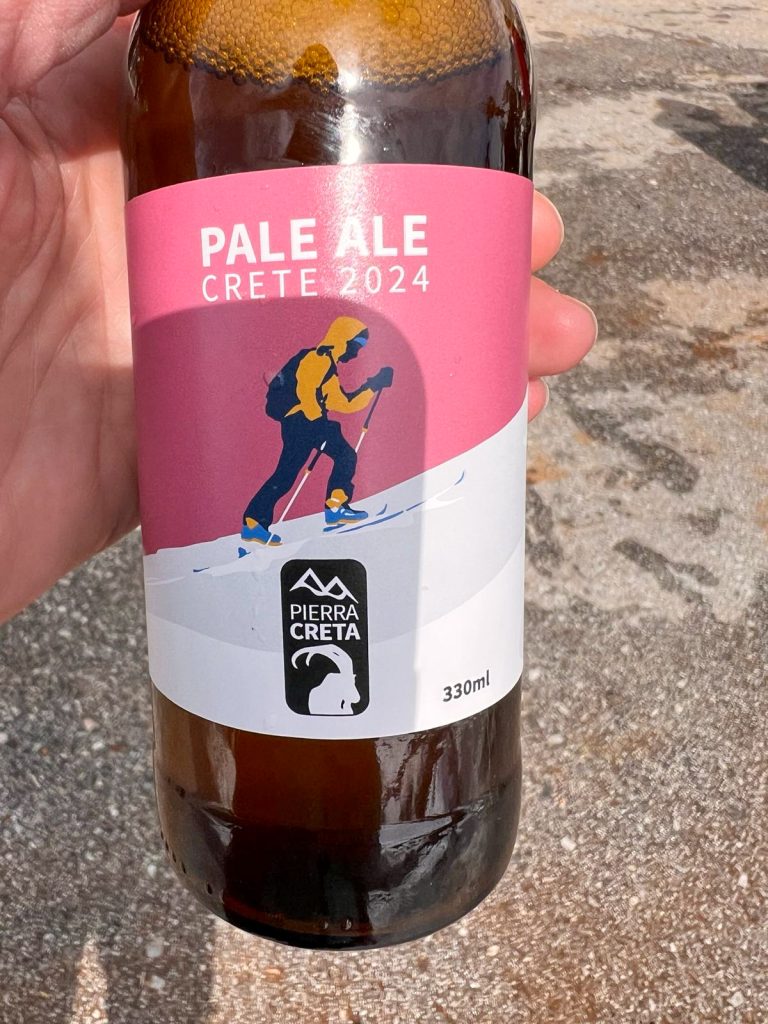 PALE ALE
CRETE 2024
PIERRA
CRETA
330ml